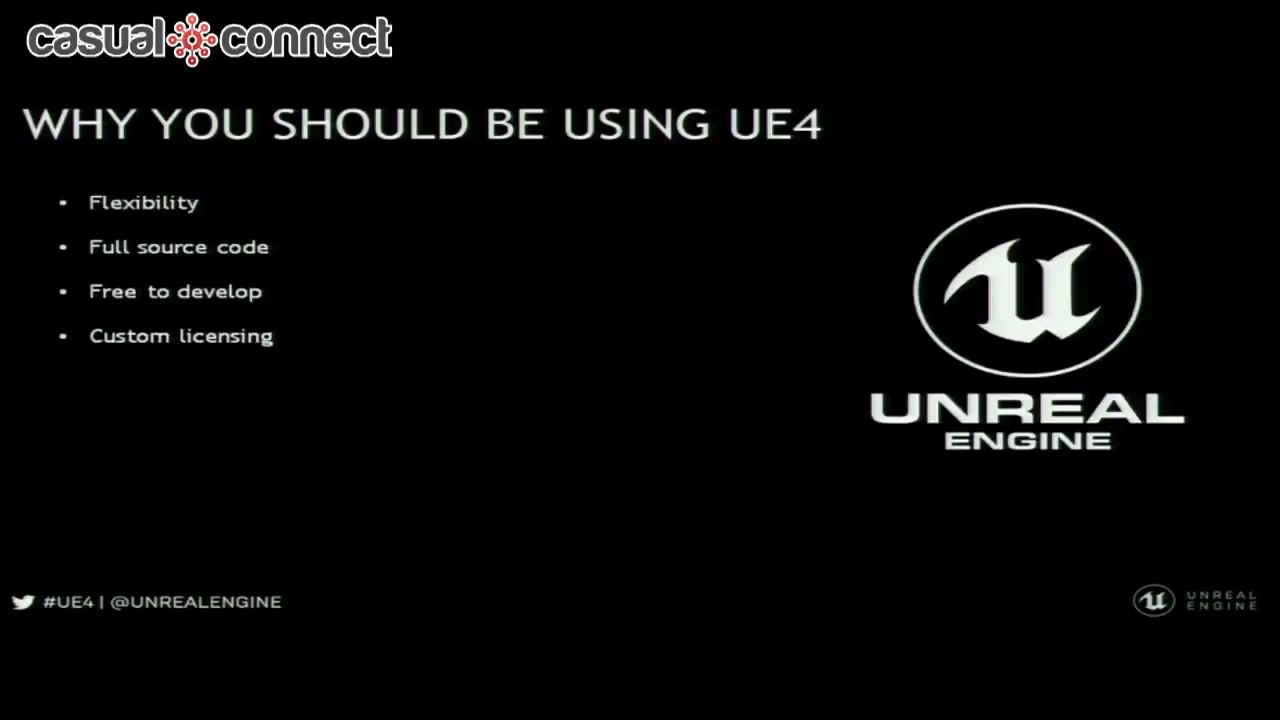 casual connect
WHY YOU SHOULD BE USING UE4
• Flexibility
• Full source code
• Free to develop
• Custom licensing
UNREAL
ENGINE
#UE4 | @UNREALENGINE
UNREAL
ENGINE